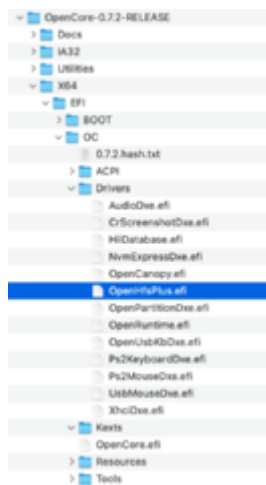 OpenCore-0.7.2-RELEASE
Docs
IA32
Utilities
X64
EFI
BOOT
OC
0.7.2.hash.txt
ACPI
Drivers
AudioDxe.efi
CrScreenshotDxe.efi
HiiDatabase.efi
NvmExpressDxe.efi
OpenCanopy.efi
OpenHfsPlus.efi
OpenPartitionDxe.efi
OpenRuntime.efi
OpenUsbKbDxe.efi
Ps2KeyboardDxe.efi
Ps2MouseDxe.efi
UsbMouseDxe.efi
XhciDxe.efi
Kexts
OpenCore.efi
Resources
Tools